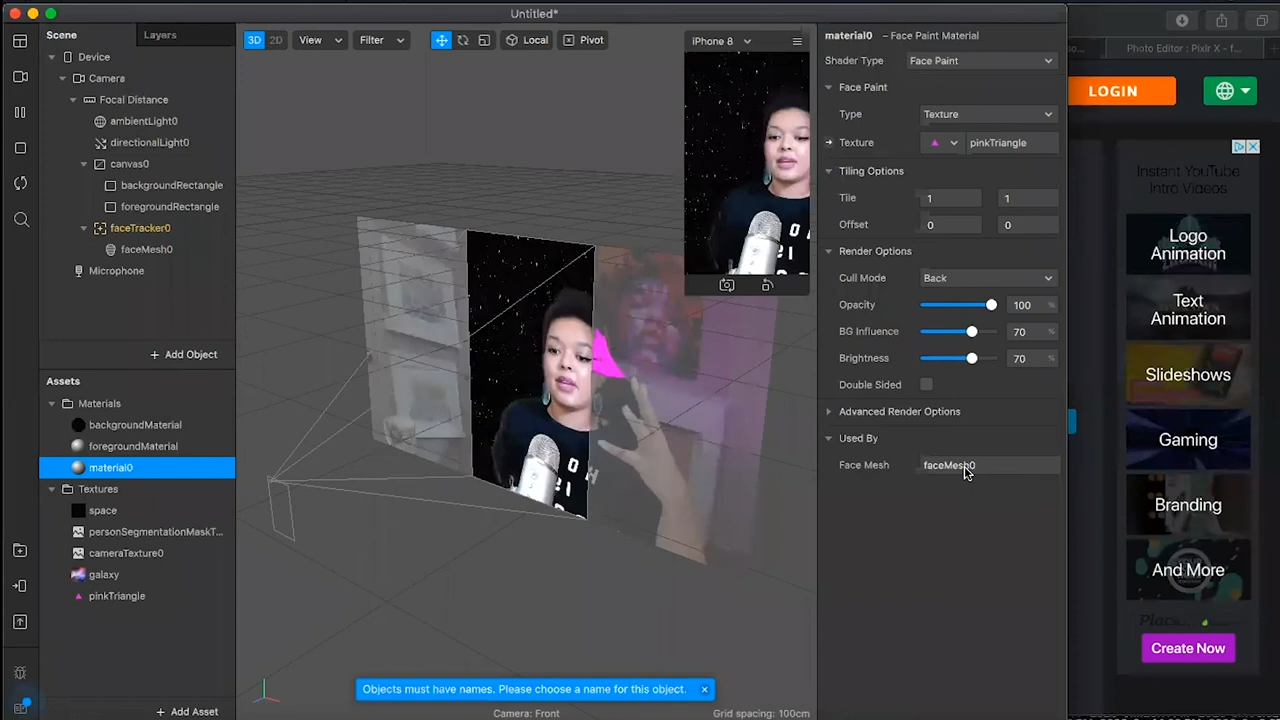 Untitled*
Scene
Layers
Device
Camera
Focal Distance
ambientLight0
directionalLight0
canvas0
backgroundRectangle
foregroundRectangle
faceTracker0
faceMesh0
Microphone
Add Object
Assets
Materials
backgroundMaterial
foregroundMaterial
material0
Textures
space
personSegmentationMaskT...
cameraTexture0
galaxy
pinkTriangle
Add Asset
3D 2D View Filter Local Pivot
iPhone 8
Objects must have names. Please choose a name for this object.
Camera: Front
Grid spacing: 100cm
material0 – Face Paint Material
Shader Type Face Paint
Face Paint
Type Texture
Texture pinkTriangle
Tiling Options
Tile 1 1
Offset 0 0
Render Options
Cull Mode Back
Opacity 100 %
BG Influence 70 %
Brightness 70 %
Double Sided
Advanced Render Options
Used By
Face Mesh faceMesh0
Photo Editor : Pixlr X - f...
LOGIN
Instant YouTube
Intro Videos
Logo
Animation
Text
Animation
Slideshows
Gaming
Branding
And More
Create Now